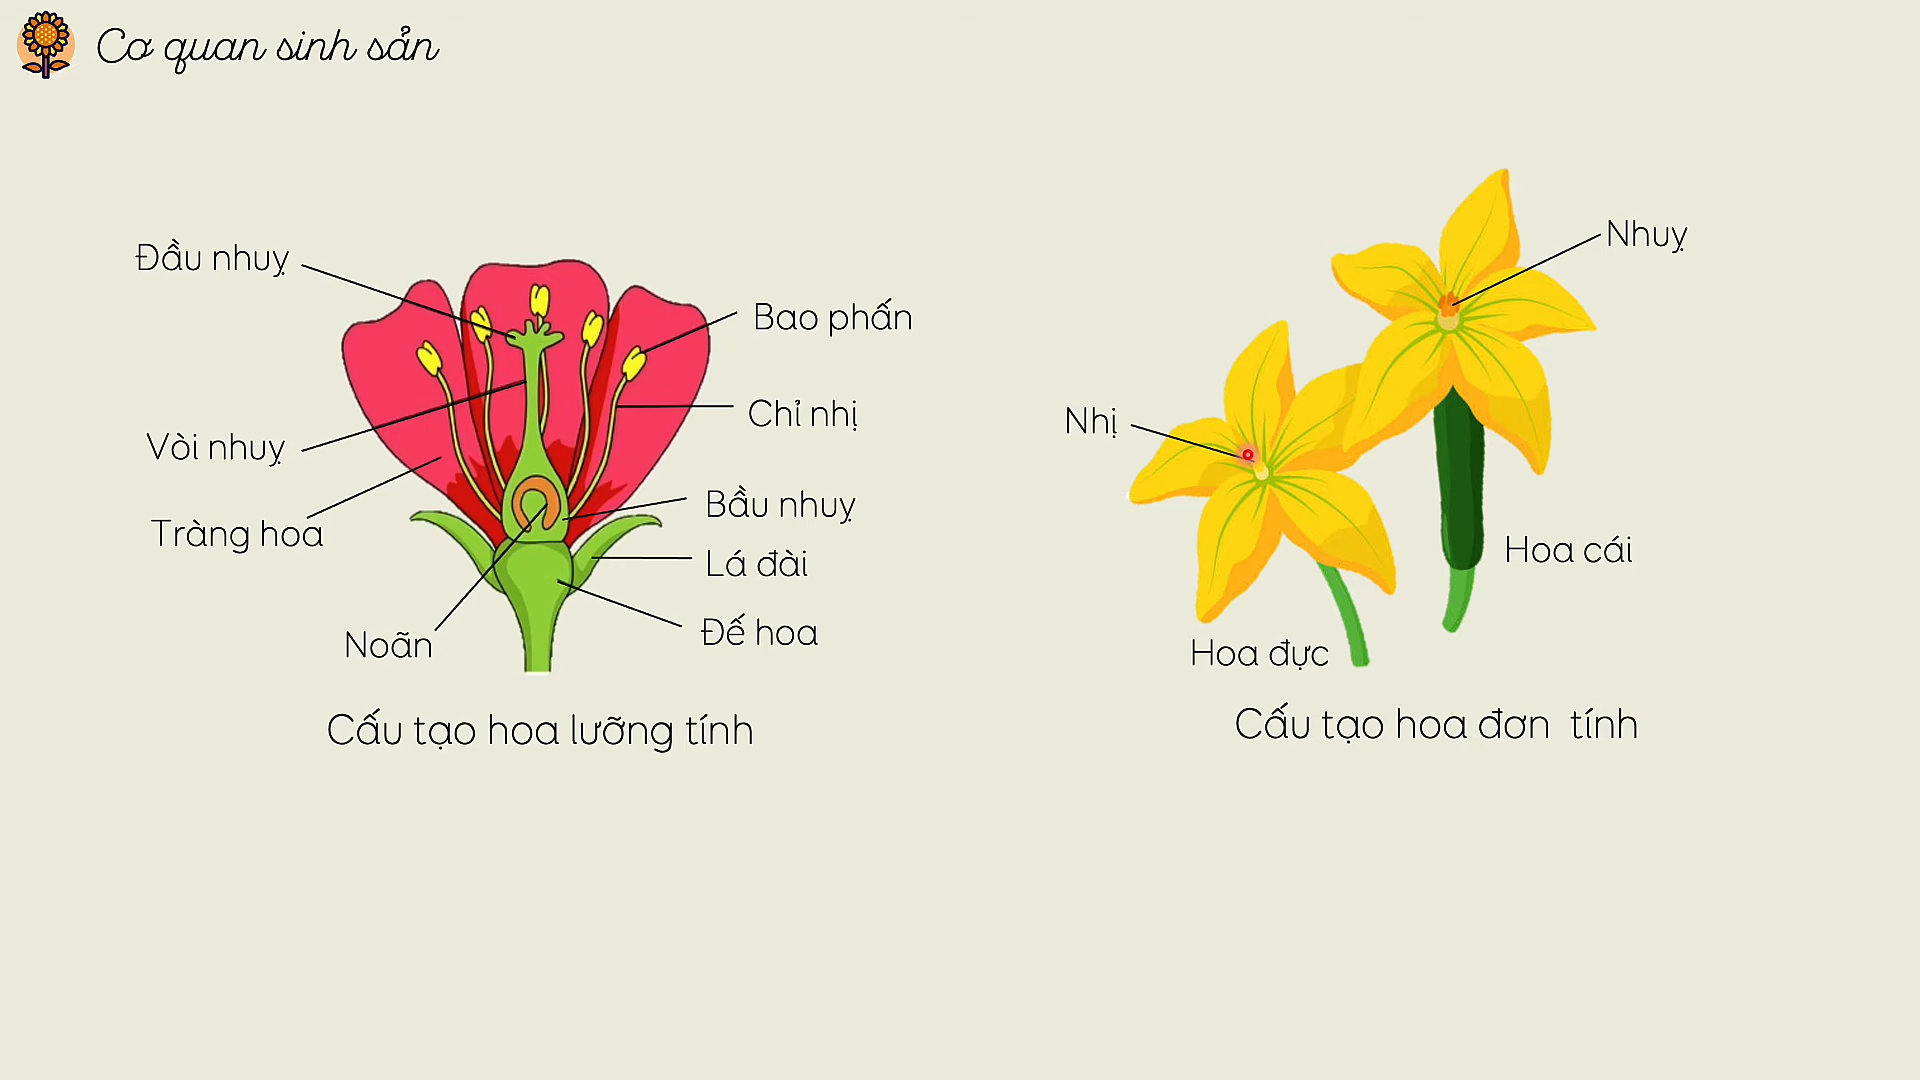 Cơ quan sinh sản
Đầu nhuỵ
Vòi nhuỵ
Tràng hoa
Noãn
Bao phấn
Chỉ nhị
Bầu nhuỵ
Lá đài
Đế hoa
Cấu tạo hoa lưỡng tính
Nhuỵ
Nhị
Hoa cái
Hoa đực
Cấu tạo hoa đơn tính